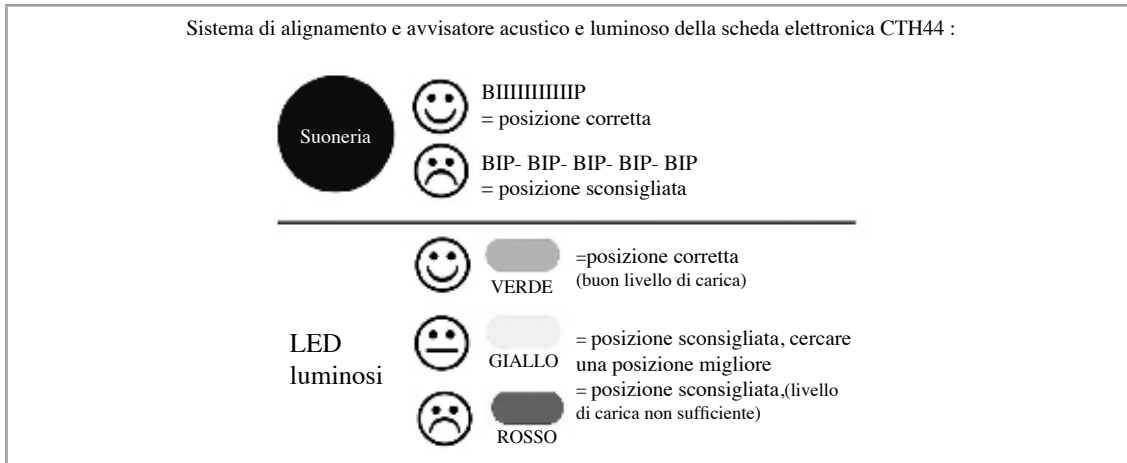 Sistema di alignamento e avvisatore acustico e luminoso della scheda elettronica CTH44 :
Suoneria
BIIIIIIIIIIIP
= posizione corretta
BIP- BIP- BIP- BIP- BIP
= posizione sconsigliata
LED
luminosi
VERDE
=posizione corretta
(buon livello di carica)
GIALLO
= posizione sconsigliata, cercare
una posizione migliore
ROSSO
= posizione sconsigliata,(livello
di carica non sufficiente)